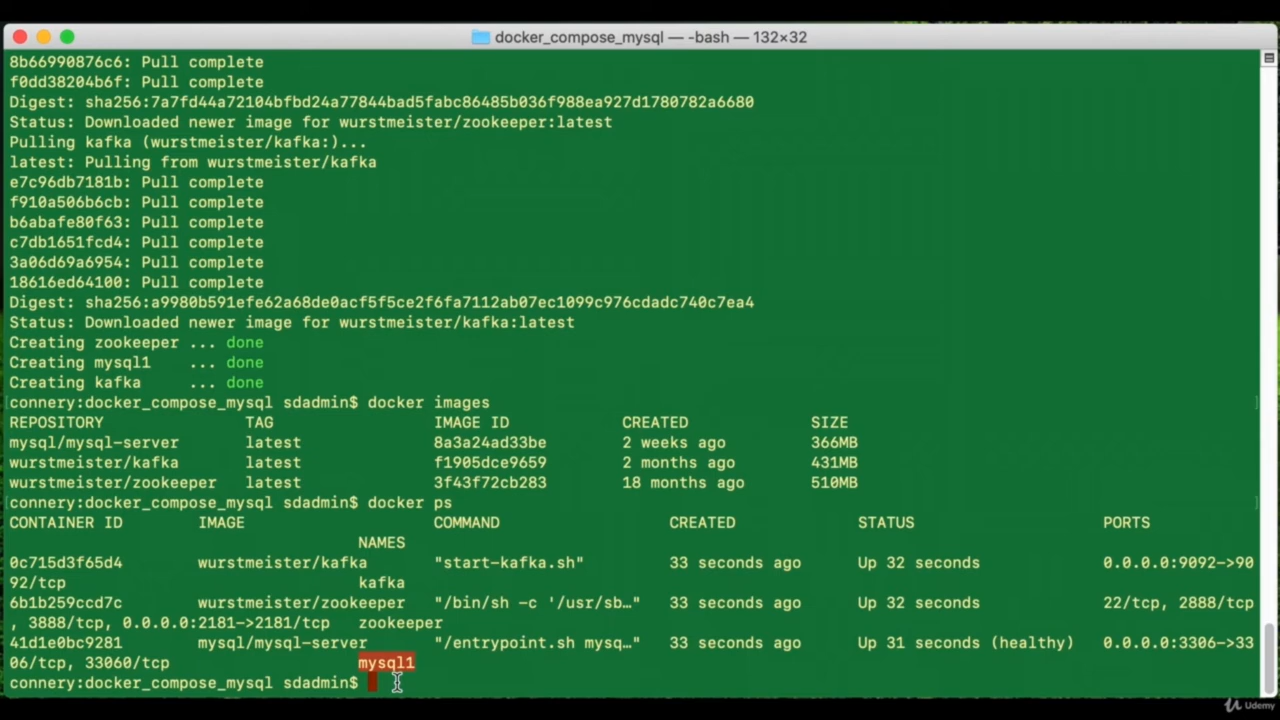 docker_compose_mysql — -bash — 132×32
8b66990876c6: Pull complete
f0dd38204b6f: Pull complete
Digest: sha256:7a7fd44a72104bfbd24a77844bad5fabc86485b036f988ea927d1780782a6680
Status: Downloaded newer image for wurstmeister/zookeeper:latest
Pulling kafka (wurstmeister/kafka:)...
latest: Pulling from wurstmeister/kafka
e7c96db7181b: Pull complete
f910a506b6cb: Pull complete
b6abafe80f63: Pull complete
c7db1651fcd4: Pull complete
3a06d69a6954: Pull complete
18616ed64100: Pull complete
Digest: sha256:a9980b591efe62a68de0acf5f5ce2f6fa7112ab07ec1099c976cdadc740c7ea4
Status: Downloaded newer image for wurstmeister/kafka:latest
Creating zookeeper ... done
Creating mysql1    ... done
Creating kafka     ... done
[connery:docker_compose_mysql sdadmin$ docker images ]
REPOSITORY TAG IMAGE ID CREATED SIZE
mysql/mysql-server latest 8a3a24ad33be 2 weeks ago 366MB
wurstmeister/kafka latest f1905dce9659 2 months ago 431MB
wurstmeister/zookeeper latest 3f43f72cb283 18 months ago 510MB
[connery:docker_compose_mysql sdadmin$ docker ps ]
CONTAINER ID IMAGE COMMAND CREATED STATUS PORTS
NAMES
0c715d3f65d4 wurstmeister/kafka "start-kafka.sh" 33 seconds ago Up 32 seconds 0.0.0.0:9092->90
92/tcp kafka
6b1b259ccd7c wurstmeister/zookeeper "/bin/sh -c '/usr/sb…" 33 seconds ago Up 32 seconds 22/tcp, 2888/tcp
, 3888/tcp, 0.0.0.0:2181->2181/tcp zookeeper
41d1e0bc9281 mysql/mysql-server "/entrypoint.sh mysq…" 33 seconds ago Up 31 seconds (healthy) 0.0.0.0:3306->33
06/tcp, 33060/tcp mysql1
connery:docker_compose_mysql sdadmin$
Udemy